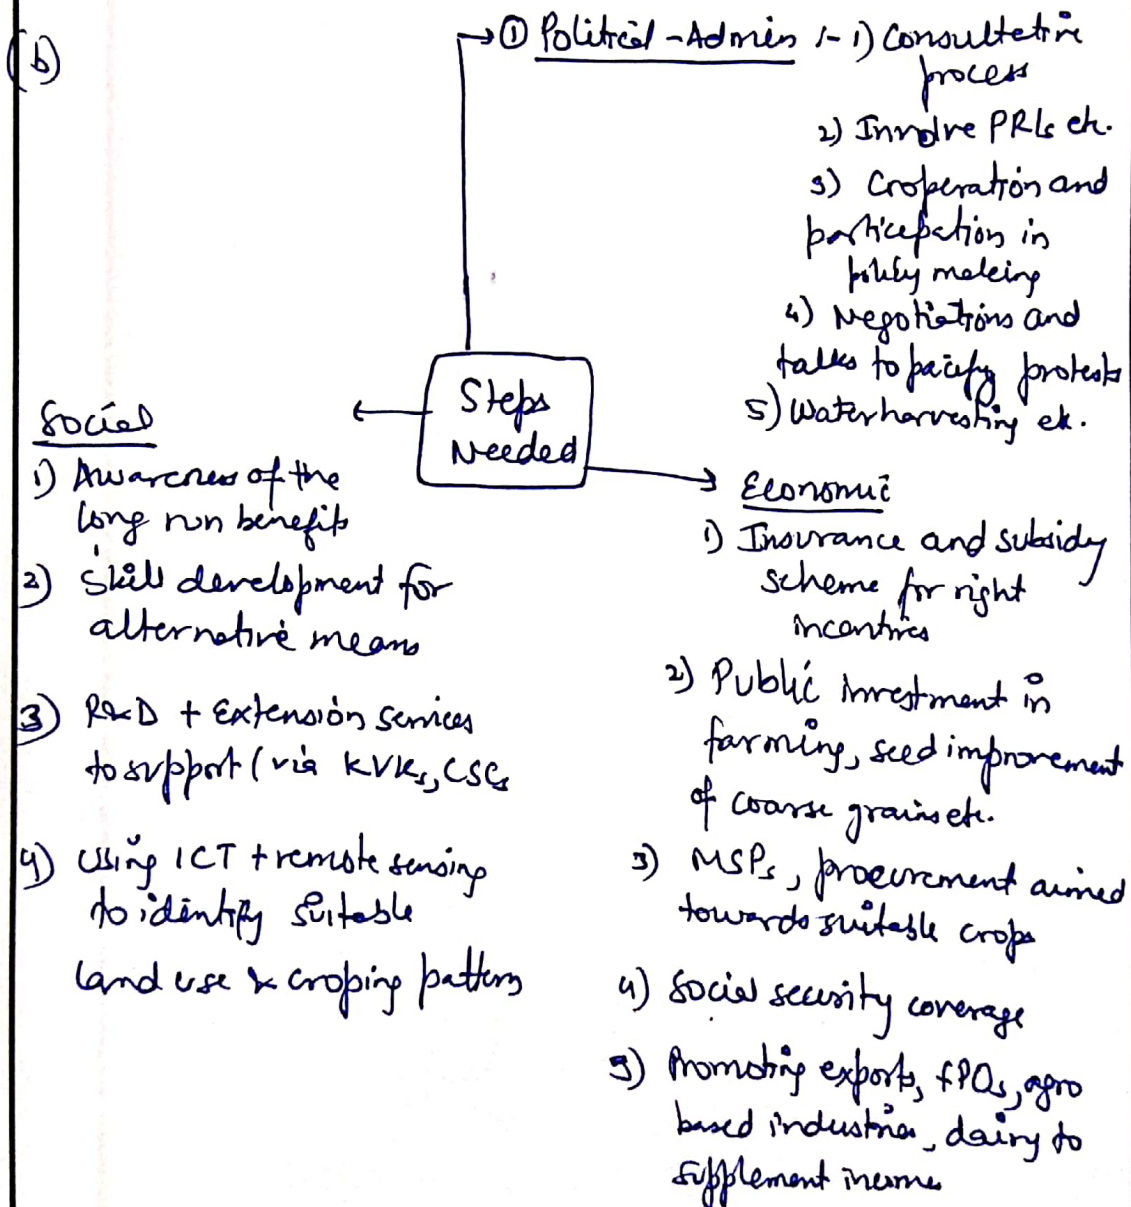 (b)
① Political - Admin :- 1) Consultative
process
2) Involve PRIs etc.
3) Cooperation and
participation in
policy making
4) Negotiations and
talks to pacify protests
5) Water harvesting etc.
Steps
Needed
Social
1) Awareness of the
long run benefits
2) Skill development for
alternative means
3) R&D + Extension services
to support (via KVKs, CSCs
4) Using ICT + remote sensing
to identify suitable
land use & croping pattern
Economic
1) Insurance and subsidy
scheme for right
incentives
2) Public investment in
farming, seed improvement
of coarse grains etc.
3) MSPs, procurement aimed
towards suitable crops
4) Social security coverage
5) Promoting exports, FPOs, agro
based industries, dairy to
supplement incomes